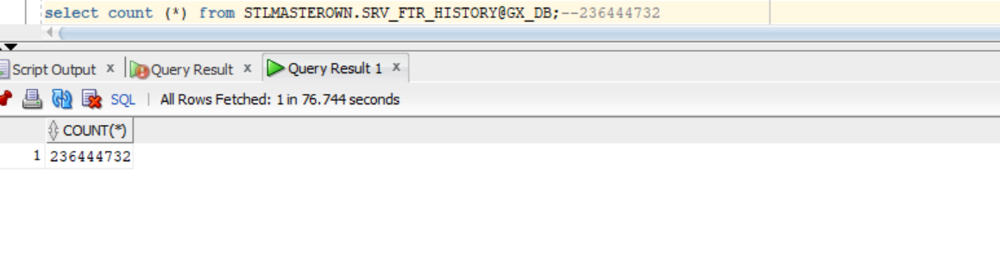 select count (*) from STLMASTEROWN.SRV_FTR_HISTORY@GX_DB;--236444732
Script Output x Query Result x Query Result 1 x
SQL | All Rows Fetched: 1 in 76.744 seconds
COUNT(*)
1 236444732